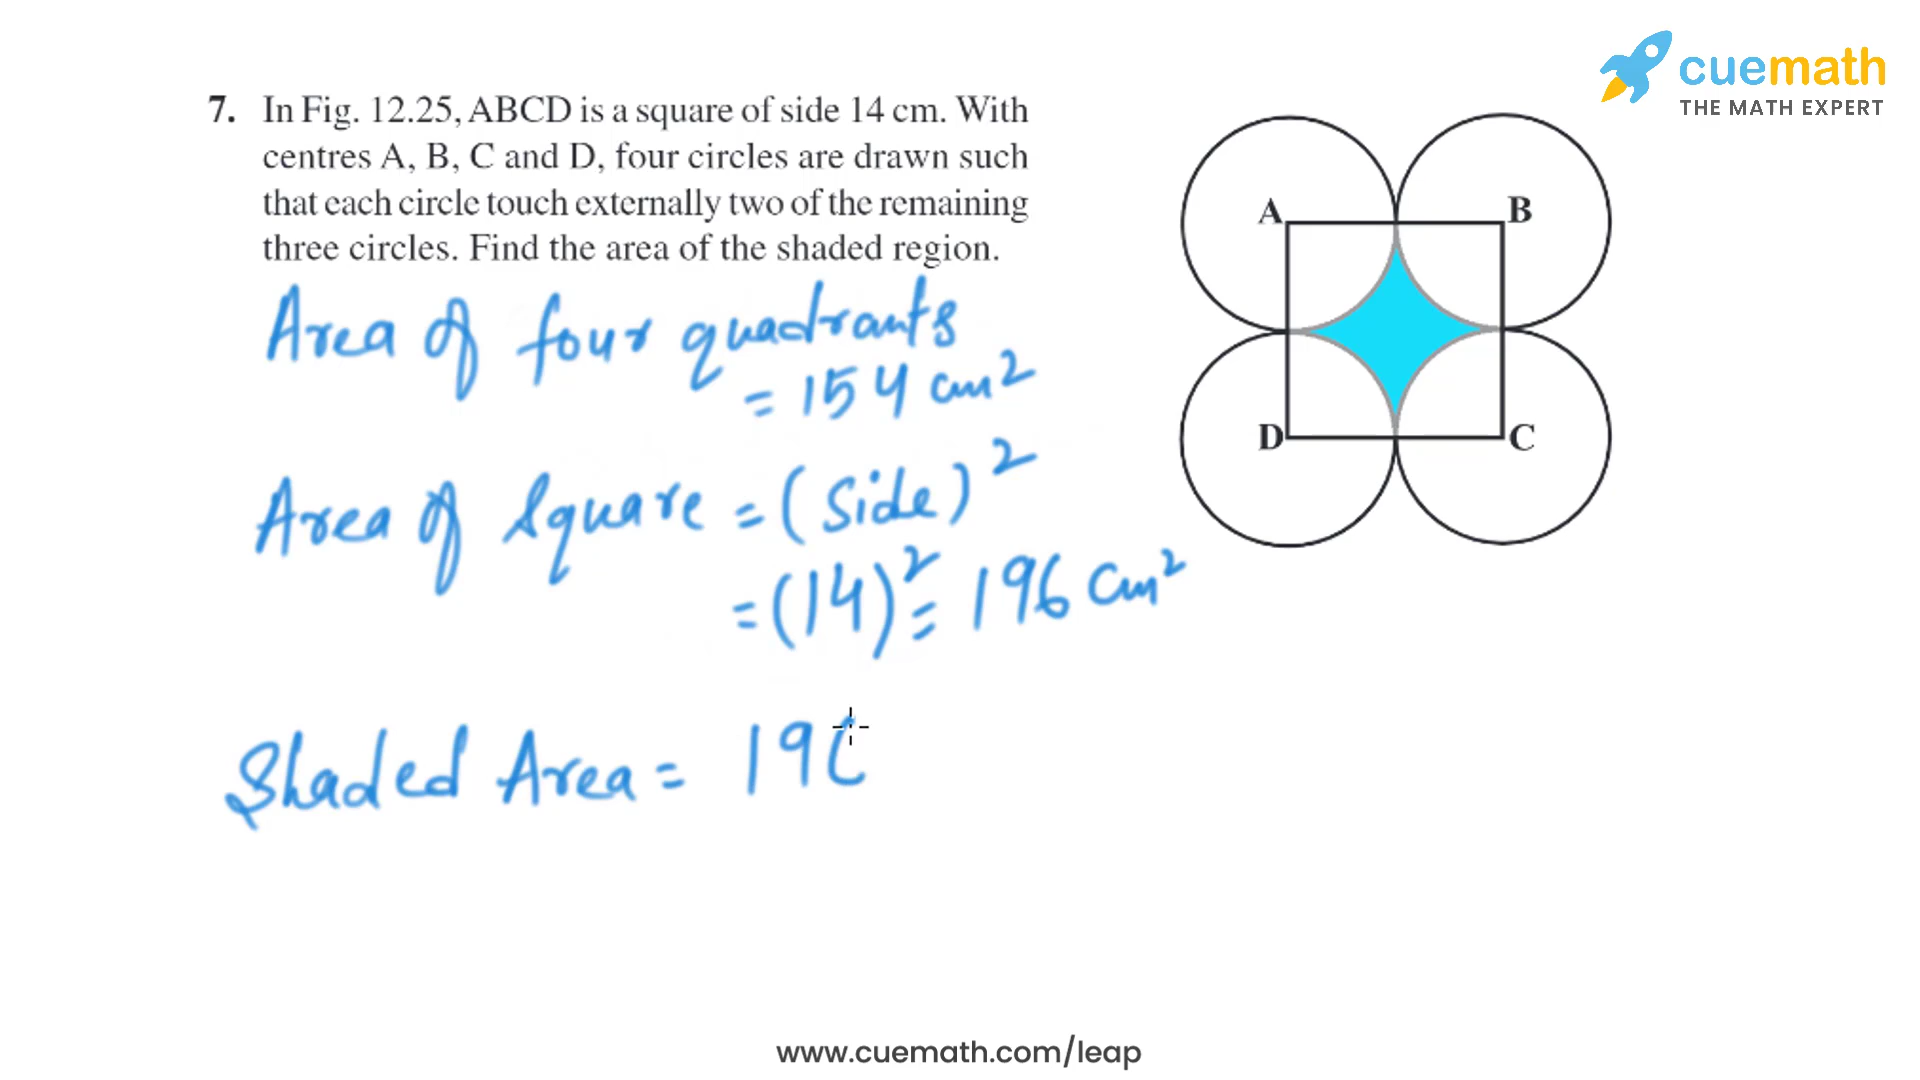 cuemath
THE MATH EXPERT
7. In Fig. 12.25, ABCD is a square of side 14 cm. With
centres A, B, C and D, four circles are drawn such
that each circle touch externally two of the remaining
three circles. Find the area of the shaded region.
A
B
D
C
Area of four quadrants
= 154 cm²
Area of Square = (Side)²
= (14)² = 196 cm²
Shaded Area = 19
www.cuemath.com/leap